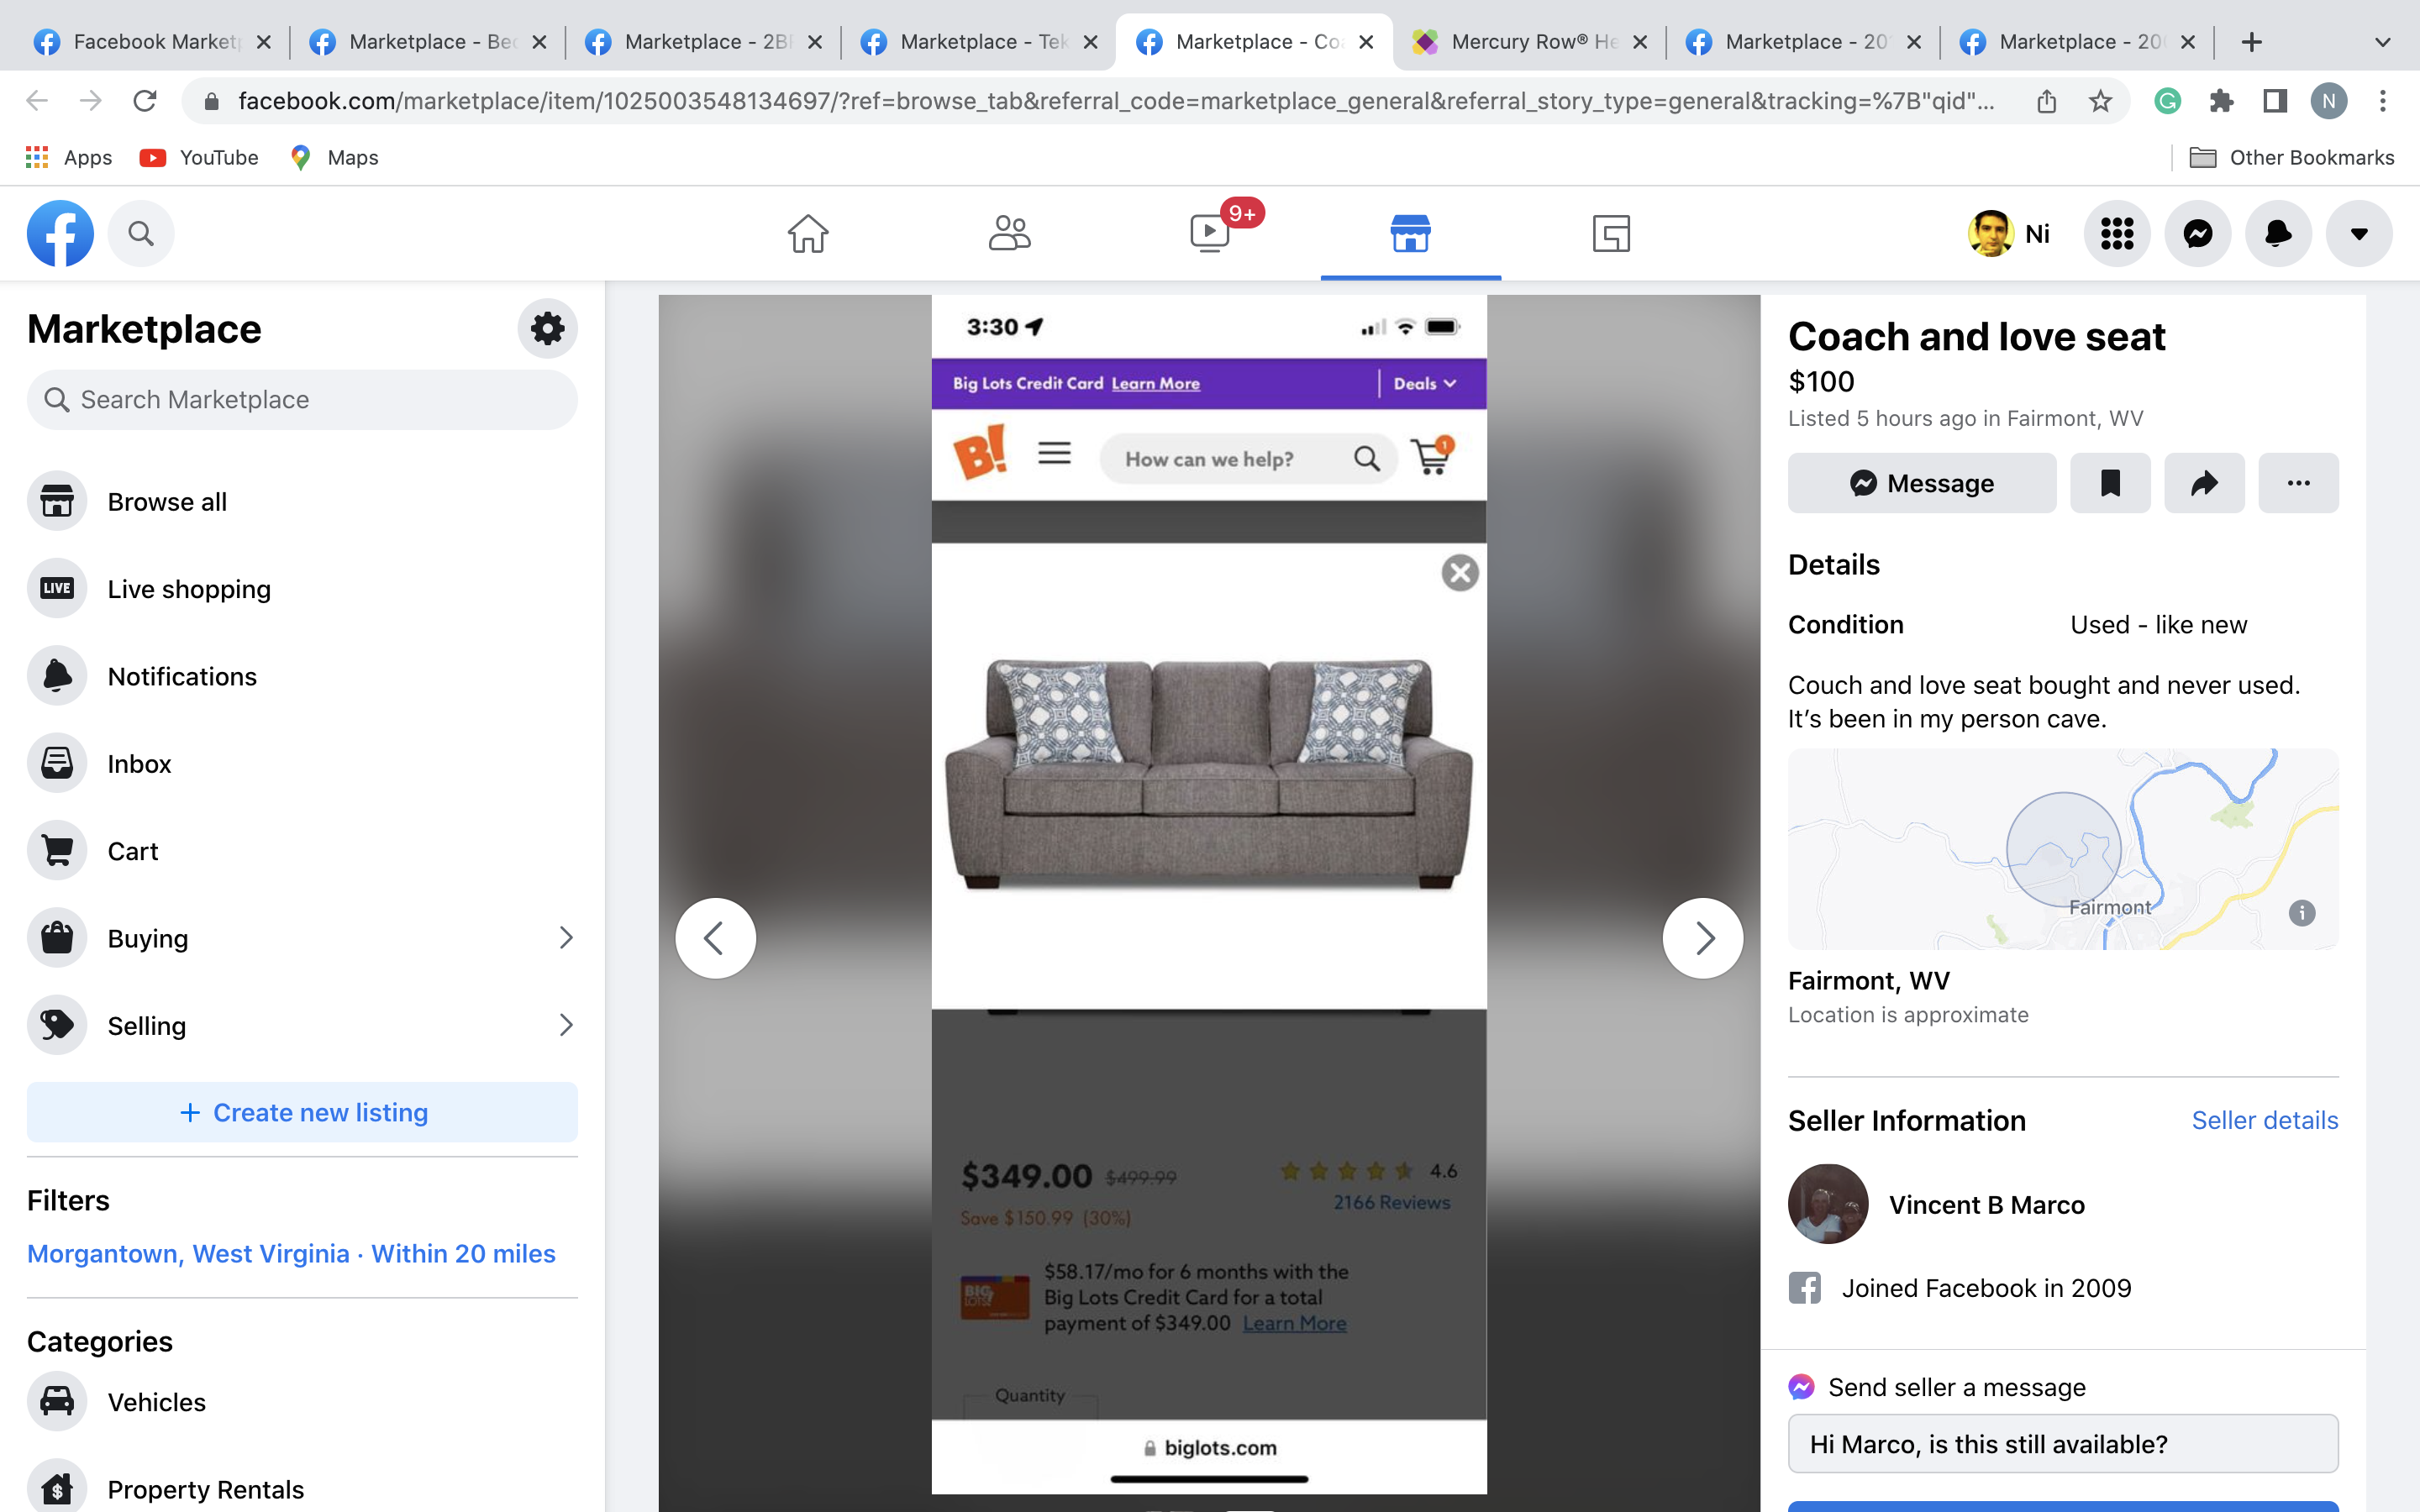 Facebook Market
Marketplace - Bec
Marketplace - 2B
Marketplace - Tek
Marketplace - Co
Mercury Row® He
Marketplace - 20
Marketplace - 20
facebook.com/marketplace/item/1025003548134697/?ref=browse_tab&referral_code=marketplace_general&referral_story_type=general&tracking=%7B"qid"...
N
Apps
YouTube
Maps
Other Bookmarks
9+
Ni
Marketplace
Search Marketplace
Browse all
LIVE
Live shopping
Notifications
Inbox
Cart
Buying
Selling
+ Create new listing
Filters
Morgantown, West Virginia · Within 20 miles
Categories
Vehicles
Property Rentals
3:30
Big Lots Credit Card Learn More
Deals
B!
How can we help?
1
$349.00 $499.99
4.6
2166 Reviews
Save $150.99 (30%)
BIG LOTS!
$58.17/mo for 6 months with the
Big Lots Credit Card for a total
payment of $349.00 Learn More
Quantity
biglots.com
Coach and love seat
$100
Listed 5 hours ago in Fairmont, WV
Message
Details
Condition
Used - like new
Couch and love seat bought and never used.
It's been in my person cave.
Fairmont
Fairmont, WV
Location is approximate
Seller Information
Seller details
Vincent B Marco
Joined Facebook in 2009
Send seller a message
Hi Marco, is this still available?